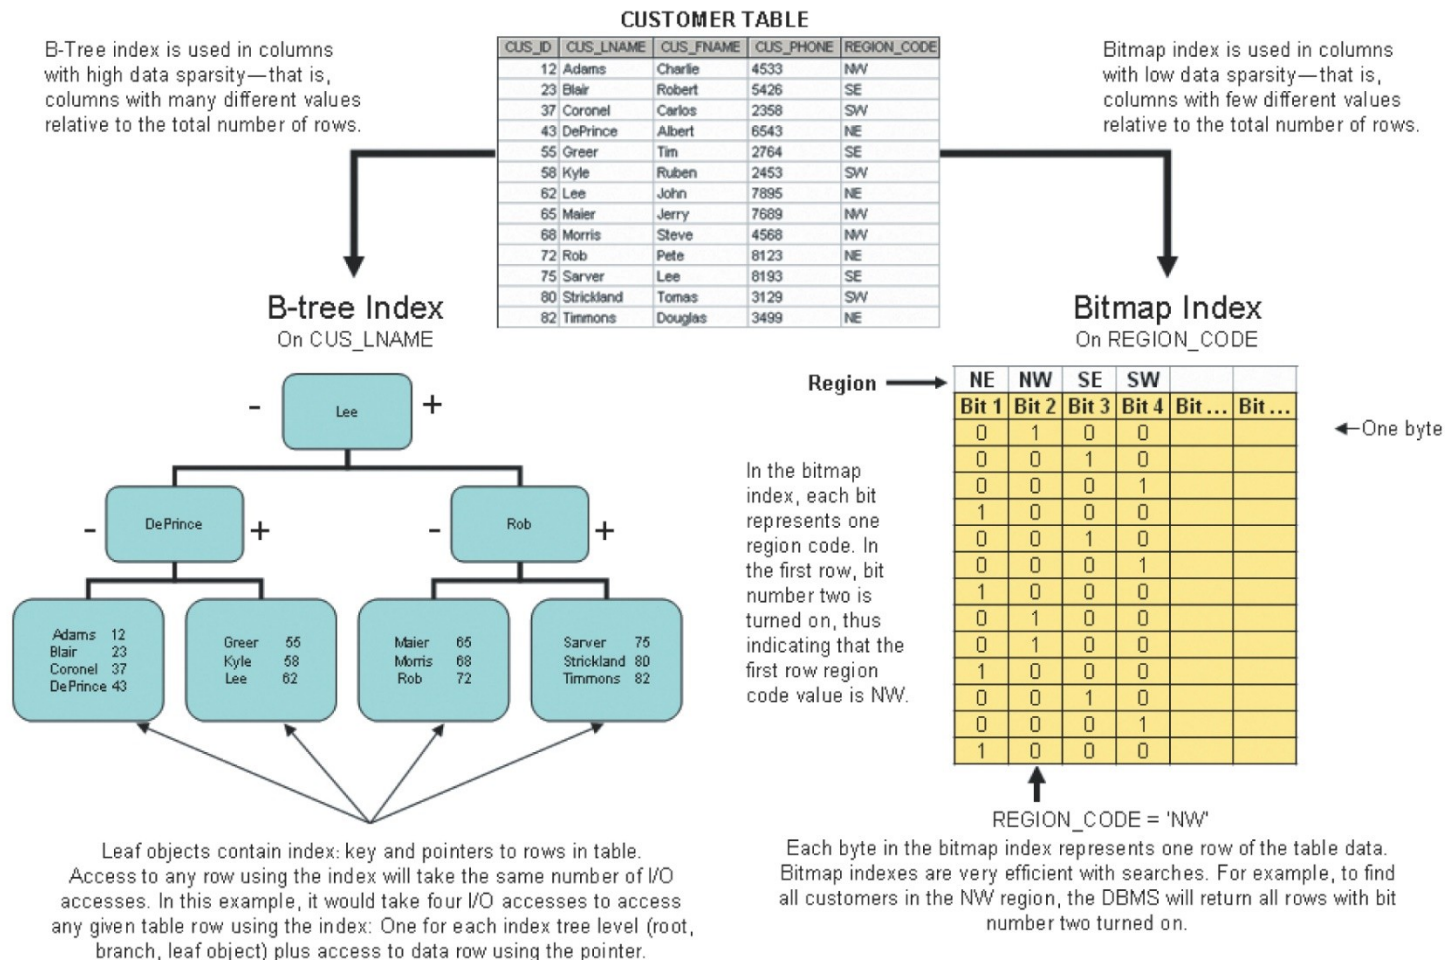 CUSTOMER TABLE
B-Tree index is used in columns
with high data sparsity—that is,
columns with many different values
relative to the total number of rows.
CUS_ID CUS_LNAME CUS_FNAME CUS_PHONE REGION_CODE
12 Adams Charlie 4533 NW
23 Blair Robert 5426 SE
37 Coronel Carlos 2358 SW
43 DePrince Albert 6543 NE
55 Greer Tim 2764 SE
58 Kyle Ruben 2453 SW
62 Lee John 7895 NE
65 Maier Jerry 7689 NW
68 Morris Steve 4568 NW
72 Rob Pete 8123 NE
75 Sarver Lee 8193 SE
80 Strickland Tomas 3129 SW
82 Timmons Douglas 3499 NE
Bitmap index is used in columns
with low data sparsity—that is,
columns with few different values
relative to the total number of rows.
B-tree Index
On CUS_LNAME
- Lee +
- DePrince +
- Rob +
Adams 12
Blair 23
Coronel 37
DePrince 43
Greer 55
Kyle 58
Lee 62
Maier 65
Morris 68
Rob 72
Sarver 75
Strickland 80
Timmons 82
Leaf objects contain index: key and pointers to rows in table.
Access to any row using the index will take the same number of I/O
accesses. In this example, it would take four I/O accesses to access
any given table row using the index: One for each index tree level (root,
branch, leaf object) plus access to data row using the pointer.
Bitmap Index
On REGION_CODE
Region
NE NW SE SW
Bit 1 Bit 2 Bit 3 Bit 4 Bit ... Bit ...
0 1 0 0
0 0 1 0
0 0 0 1
1 0 0 0
0 0 1 0
0 0 0 1
1 0 0 0
0 1 0 0
0 1 0 0
1 0 0 0
0 0 1 0
0 0 0 1
1 0 0 0
One byte
In the bitmap
index, each bit
represents one
region code. In
the first row, bit
number two is
turned on, thus
indicating that the
first row region
code value is NW.
REGION_CODE = 'NW'
Each byte in the bitmap index represents one row of the table data.
Bitmap indexes are very efficient with searches. For example, to find
all customers in the NW region, the DBMS will return all rows with bit
number two turned on.